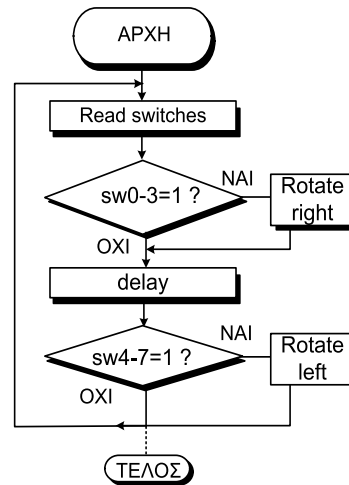 ΑΡΧΗ
Read switches
sw0-3=1 ?
ΝΑΙ
Rotate
right
ΟΧΙ
delay
sw4-7=1 ?
ΝΑΙ
Rotate
left
ΟΧΙ
ΤΕΛΟΣ